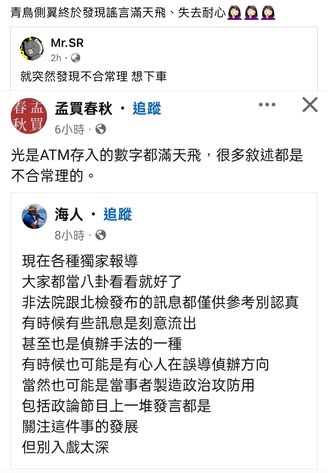 青鳥側翼終於發現謠言滿天飛、失去耐心🤦🏻‍♀️🤦🏻‍♀️🤦🏻‍♀️
Mr.SR
2h ·
就突然發現不合常理 想下車
孟買春秋
孟買春秋 · 追蹤
6小時 ·
光是ATM存入的數字都滿天飛，很多敘述都是
不合常理的。
海人 · 追蹤
8小時 ·
現在各種獨家報導
大家都當八卦看看就好了
非法院跟北檢發布的訊息都僅供參考別認真
有時候有些訊息是刻意流出
甚至也是偵辦手法的一種
有時候也可能是有心人在誤導偵辦方向
當然也可能是當事者製造政治攻防用
包括政論節目上一堆發言都是
關注這件事的發展
但別入戲太深